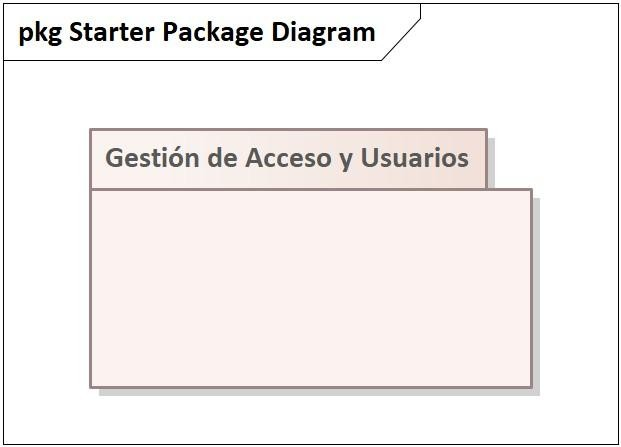 pkg Starter Package Diagram
Gestión de Acceso y Usuarios